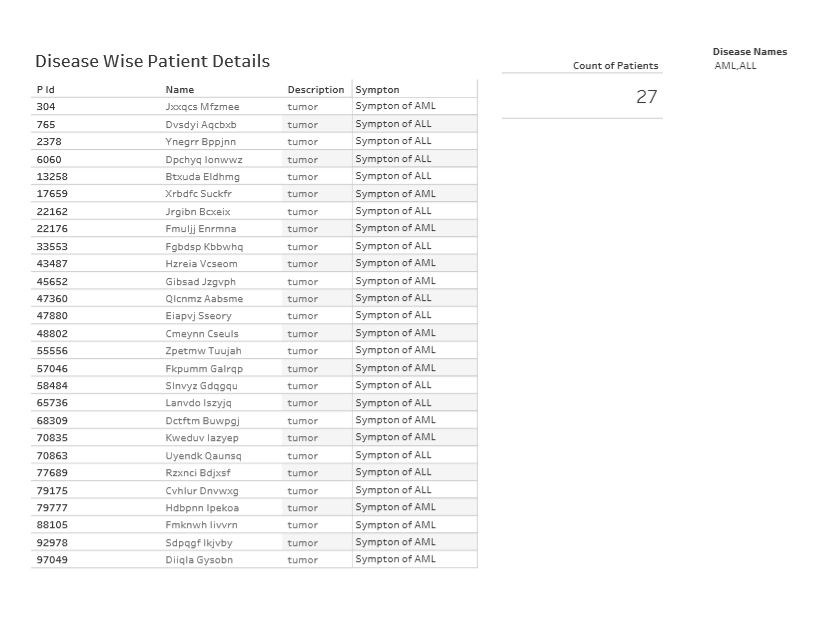 Disease Wise Patient Details
P Id Name Description Sympton
304 Jxxqcs Mfzmee tumor Sympton of AML
765 Dvsdyi Aqcbxb tumor Sympton of ALL
2378 Ynegrr Bppjnn tumor Sympton of ALL
6060 Dpchyq Ionwwz tumor Sympton of ALL
13258 Btxuda Eldhmg tumor Sympton of ALL
17659 Xrbdfc Suckfr tumor Sympton of AML
22162 Jrgibn Bcxeix tumor Sympton of ALL
22176 Fmuljj Enrmna tumor Sympton of AML
33553 Fgbdsp Kbbwhq tumor Sympton of ALL
43487 Hzreia Vcseom tumor Sympton of AML
45652 Gibsad Jzgvph tumor Sympton of AML
47360 Qlcnmz Aabsme tumor Sympton of ALL
47880 Eiapvj Sseory tumor Sympton of ALL
48802 Cmeynn Cseuls tumor Sympton of AML
55556 Zpetmw Tuujah tumor Sympton of AML
57046 Fkpumm Galrqp tumor Sympton of AML
58484 Slnvyz Gdqgqu tumor Sympton of ALL
65736 Lanvdo Iszyjq tumor Sympton of ALL
68309 Dctftm Buwpgj tumor Sympton of AML
70835 Kweduv Iazyep tumor Sympton of AML
70863 Uyendk Qaunsq tumor Sympton of ALL
77689 Rzxnci Bdjxsf tumor Sympton of ALL
79175 Cvhlur Dnvwxg tumor Sympton of ALL
79777 Hdbpnn Ipekoa tumor Sympton of AML
88105 Fmknwh Iivvrn tumor Sympton of AML
92978 Sdpqgf Ikjvby tumor Sympton of AML
97049 Diiqla Gysobn tumor Sympton of AML
Count of Patients
27
Disease Names
AML,ALL